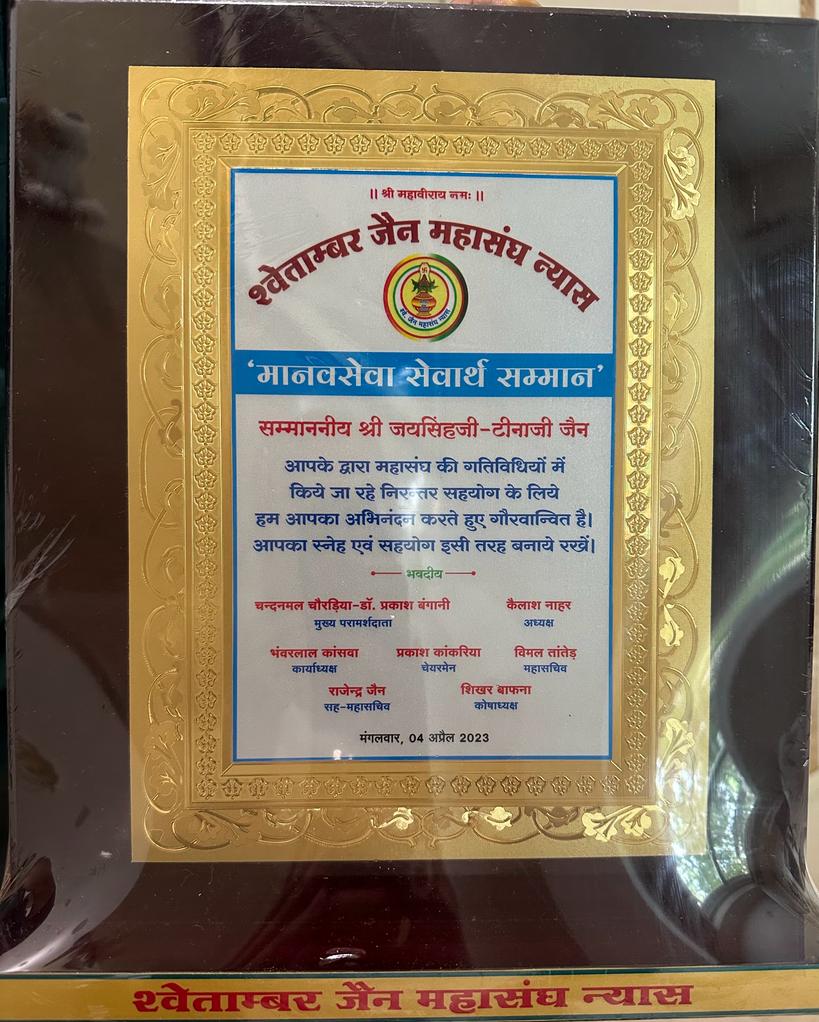 || श्री महावीराय नमः ||
श्वेताम्बर जैन महासंघ न्यास
श्वे. जैन महासंघ न्यास
'मानवसेवा सेवार्थ सम्मान'
सम्माननीय श्री जयसिंहजी-टीनाजी जैन
आपके द्वारा महासंघ की गतिविधियों में
किये जा रहे निरन्तर सहयोग के लिये
हम आपका अभिनंदन करते हुए गौरवान्वित है।
आपका स्नेह एवं सहयोग इसी तरह बनाये रखें।
भवदीय
चन्दनमल चौरड़िया-डॉ. प्रकाश बंगानी कैलाश नाहर
मुख्य परामर्शदाता अध्यक्ष
भंवरलाल कांसवा प्रकाश कांकरिया विमल तांतेड़
कार्याध्यक्ष चेयरमेन महासचिव
राजेन्द्र जैन शिखर बाफना
सह-महासचिव कोषाध्यक्ष
मंगलवार, 04 अप्रैल 2023
श्वेताम्बर जैन महासंघ न्यास